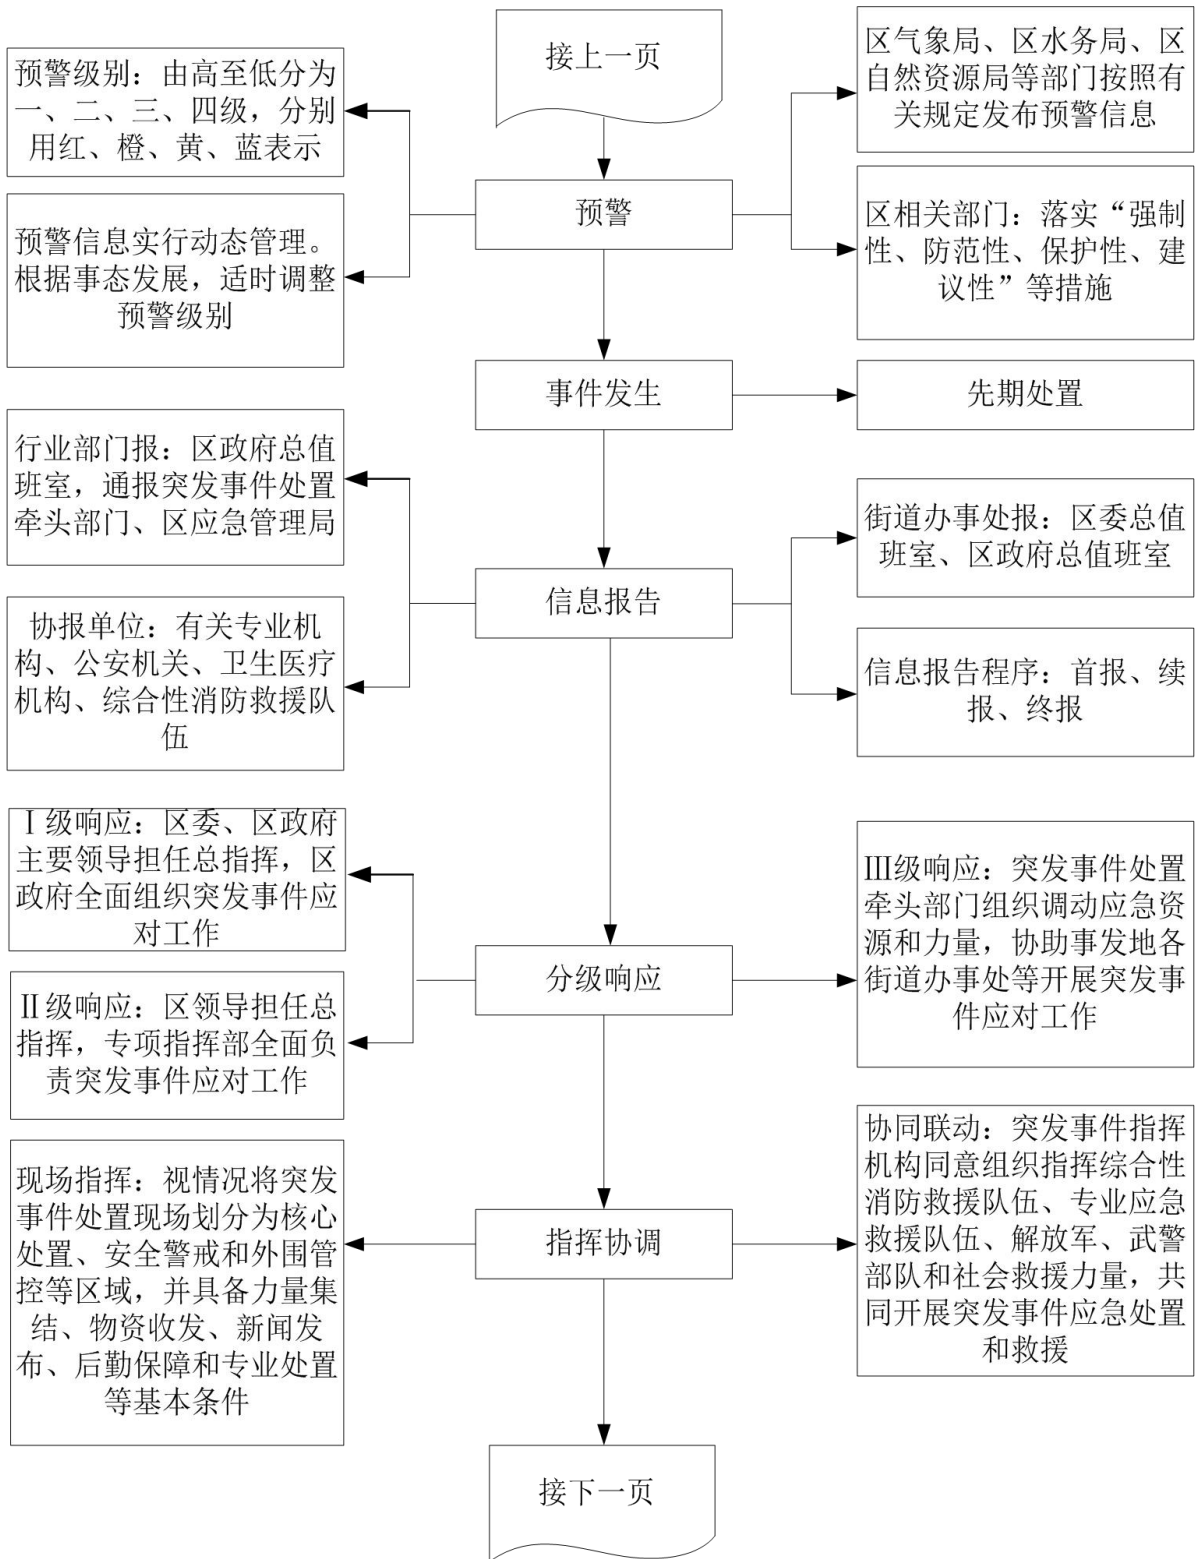 接上一页
预警级别：由高至低分为
一、二、三、四级，分别
用红、橙、黄、蓝表示
区气象局、区水务局、区
自然资源局等部门按照有
关规定发布预警信息
预警
预警信息实行动态管理。
根据事态发展，适时调整
预警级别
区相关部门：落实“强制
性、防范性、保护性、建
议性”等措施
事件发生
先期处置
行业部门报：区政府总值
班室，通报突发事件处置
牵头部门、区应急管理局
街道办事处报：区委总值
班室、区政府总值班室
信息报告
协报单位：有关专业机
构、公安机关、卫生医疗
机构、综合性消防救援队
伍
信息报告程序：首报、续
报、终报
Ⅰ级响应：区委、区政府
主要领导担任总指挥，区
政府全面组织突发事件应
对工作
Ⅲ级响应：突发事件处置
牵头部门组织调动应急资
源和力量，协助事发地各
街道办事处等开展突发事
件应对工作
分级响应
Ⅱ级响应：区领导担任总
指挥，专项指挥部全面负
责突发事件应对工作
现场指挥：视情况将突发
事件处置现场划分为核心
处置、安全警戒和外围管
控等区域，并具备力量集
结、物资收发、新闻发
布、后勤保障和专业处置
等基本条件
指挥协调
协同联动：突发事件指挥
机构同意组织指挥综合性
消防救援队伍、专业应急
救援队伍、解放军、武警
部队和社会救援力量，共
同开展突发事件应急处置
和救援
接下一页